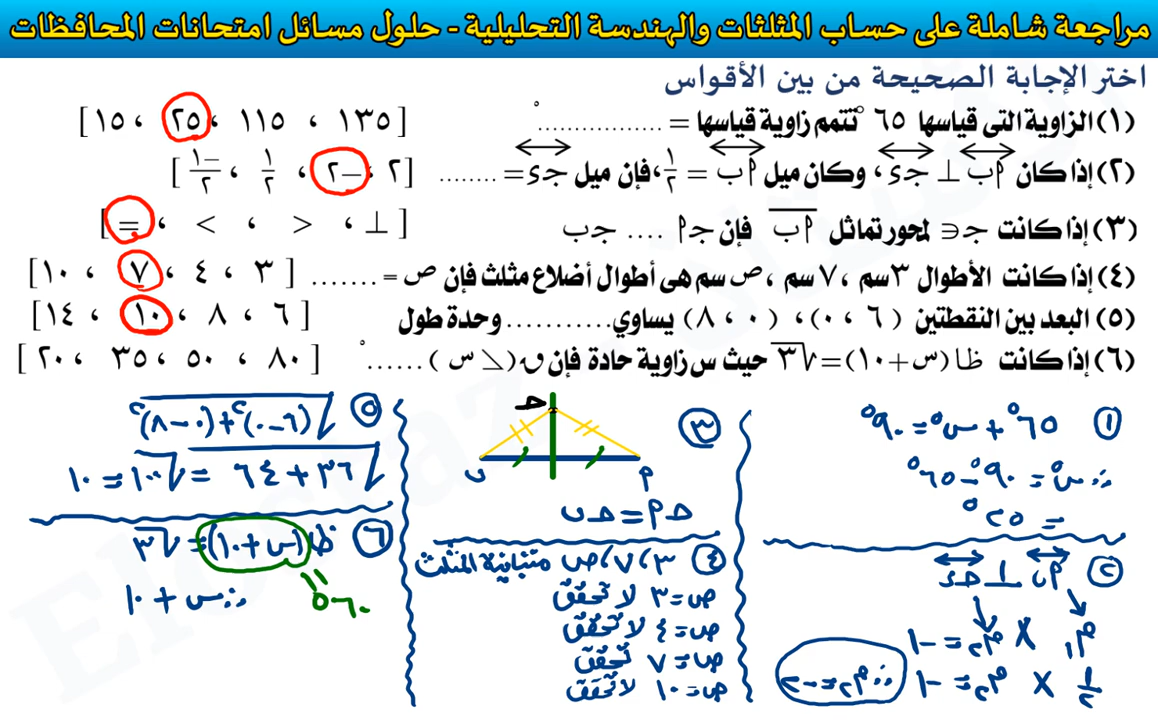 مراجعة شاملة على حساب المثلثات والهندسة التحليلية - حلول مسائل امتحانات المحافظات
اختر الإجابة الصحيحة من بين الأقواس
(١) الزاوية التى قياسها ٦٥° تتمم زاوية قياسها = ................° [١٣٥ ، ١١٥ ، ٢٥ ، ١٥]
(٢) إذا كان أب ⊥ جـ ى ، وكان ميل أب = ١/٢ ، فإن ميل جـ ى = ........ [٢ ، -٢ ، ١/٢ ، -١/٢]
(٣) إذا كانت جـ ∈ لمحور تماثل أب فإن جـ أ .... جـ ب [⊥ ، > ، < ، =]
(٤) إذا كانت الأطوال ٣سم ، ٧سم ، ص سم هى أطوال أضلاع مثلث فإن ص = ........ [٣ ، ٤ ، ٧ ، ١٠]
(٥) البعد بين النقطتين (٦ ، ٠) ، (٠ ، ٨) يساوي ........... وحدة طول [٦ ، ٨ ، ١٠ ، ١٤]
(٦) إذا كانت ظا (س + ١٠) = √٣ حيث س زاوية حادة فإن ق(∠ س) ......° [٨٠ ، ٥٠ ، ٣٥ ، ٢٠]
① ٦٥° + س° = ٩٠°
∴ س° = ٩٠° - ٦٥°
= ٢٥°
② أب ⊥ جـ ى
م١ × م٢ = -١
١/٢ × م٢ = -١ ∴ م٢ = -٢
③ جـ
ب أ
جـ أ = جـ ب
④ ٣ ، ٧ ، ص متباينة المثلث
ص = ٣ لا تحقق
ص = ٤ لا تحقق
ص = ٧ تحقق
ص = ١٠ لا تحقق
⑤ √(٦-٠)٢ + (٠-٨)٢
√٣٦ + ٦٤ = √١٠٠ = ١٠
⑥ ظا (س + ١٠) = √٣
٦٠°
∴ س + ١٠